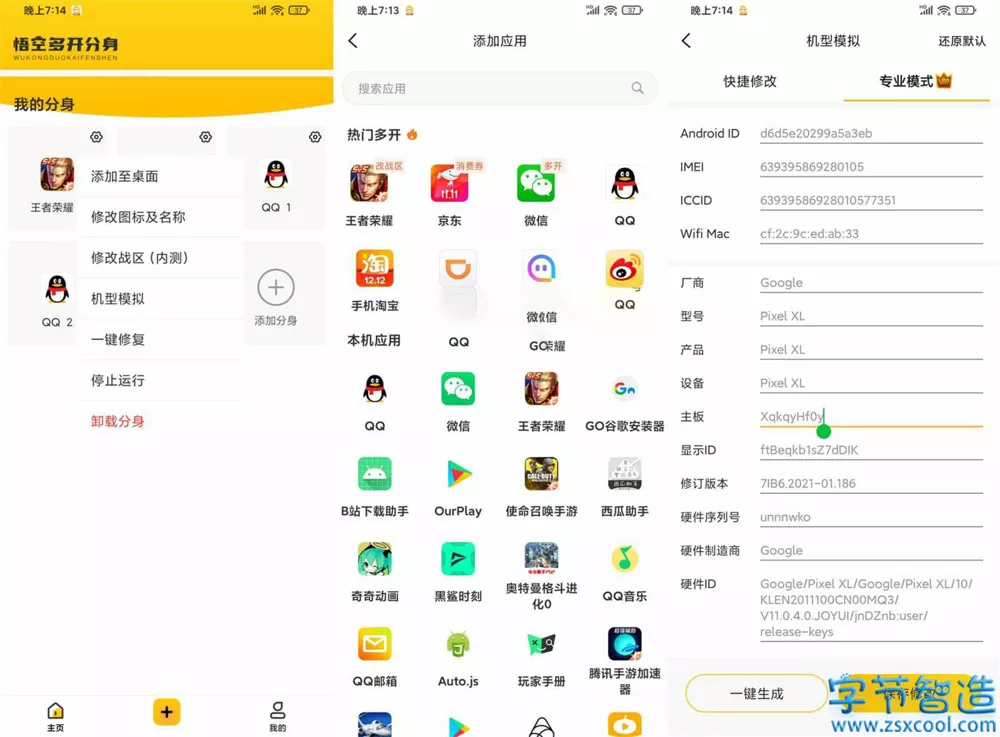 晚上7:14
37
悟空多开分身
WUKONGDUOKAIFENSHEN
我的分身
王者荣耀
添加至桌面
修改图标及名称
修改战区 (内测)
机型模拟
一键修复
停止运行
卸载分身
QQ 1
QQ 2
添加分身
主页
我的
晚上7:13
37
添加应用
搜索应用
热门多开
改战区
消费券
11.11
多开
王者荣耀
京东
微信
QQ
淘
12.12
手机淘宝
QQ
本机应用
QQ
微信
王者荣耀
GO谷歌安装器
B站下载助手
OurPlay
使命召唤手游
西瓜助手
奇奇动画
黑鲨时刻
奥特曼格斗进
化0
QQ音乐
QQ邮箱
Auto.js
玩家手册
腾讯手游加速
器
晚上7:14
37
机型模拟
还原默认
快捷修改
专业模式
Android ID
d6d5e20299a5a3eb
IMEI
639395869280105
ICCID
63939586928010577351
Wifi Mac
cf:2c:9c:ed:ab:33
厂商
Google
型号
Pixel XL
产品
Pixel XL
设备
Pixel XL
主板
XqkqyHf0y
显示ID
ftBeqkb1sZ7dDIK
修订版本
7IB6.2021-01.186
硬件序列号
unnnwko
硬件制造商
Google
硬件ID
Google/Pixel XL/Google/Pixel XL/10/
KLEN2011100CN00MQ3/
V11.0.4.0.JOYUI/jnDZnb:user/
release-keys
一键生成
字节智造
www.zsxcool.com